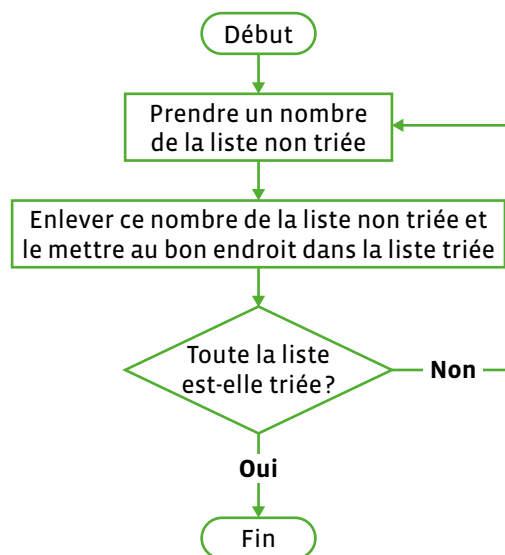 Début
Prendre un nombre
de la liste non triée
Enlever ce nombre de la liste non triée et
le mettre au bon endroit dans la liste triée
Toute la liste
est-elle triée ?
Non
Oui
Fin